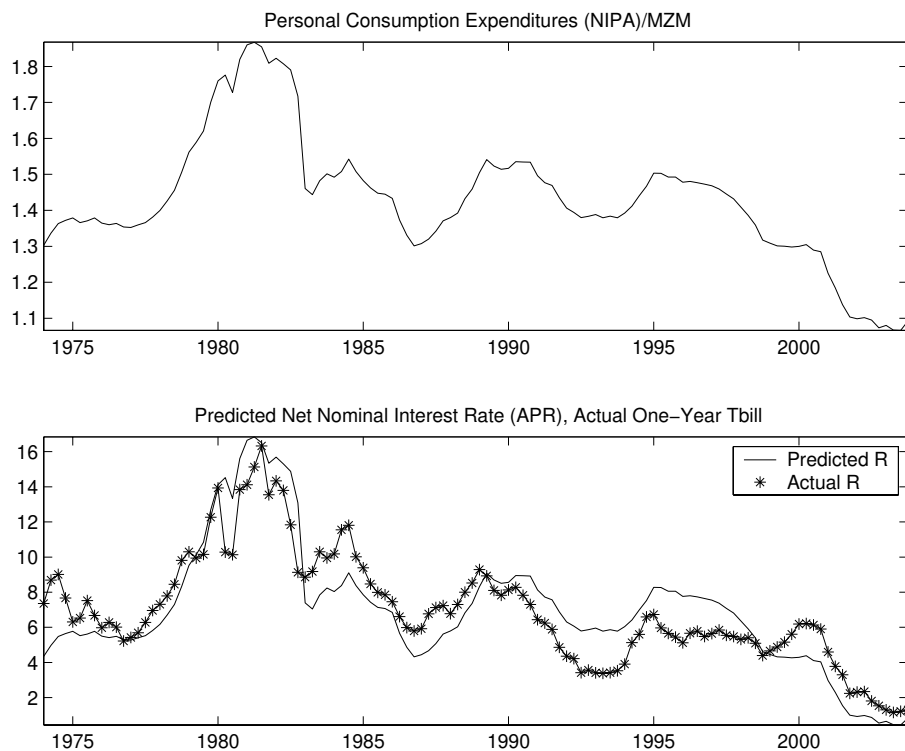 Personal Consumption Expenditures (NIPA)/MZM
1.8
1.7
1.6
1.5
1.4
1.3
1.2
1.1
1975 1980 1985 1990 1995 2000
Predicted Net Nominal Interest Rate (APR), Actual One−Year Tbill
16
14
12
10
8
6
4
2
Predicted R
Actual R
1975 1980 1985 1990 1995 2000